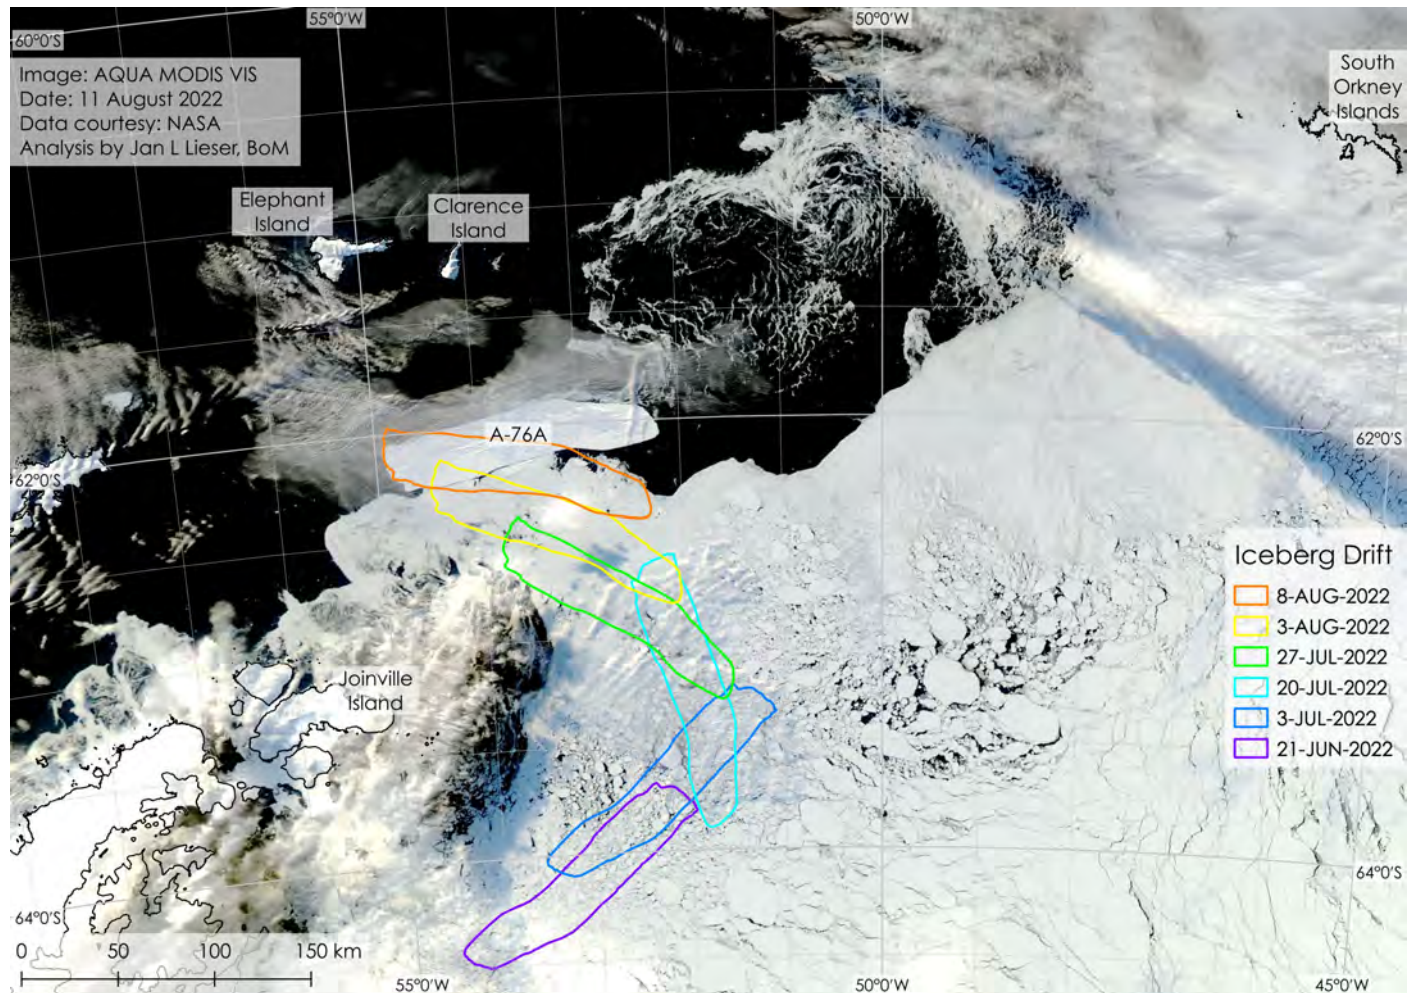 55°0'W
50°0'W
60°0'S
Image: AQUA MODIS VIS
Date: 11 August 2022
Data courtesy: NASA
Analysis by Jan L Lieser, BoM
South
Orkney
Islands
Elephant
Island
Clarence
Island
A-76A
62°0'S
62°0'S
Iceberg Drift
8-AUG-2022
3-AUG-2022
27-JUL-2022
20-JUL-2022
3-JUL-2022
21-JUN-2022
Joinville
Island
64°0'S
64°0'S
0 50 100 150 km
55°0'W
50°0'W
45°0'W